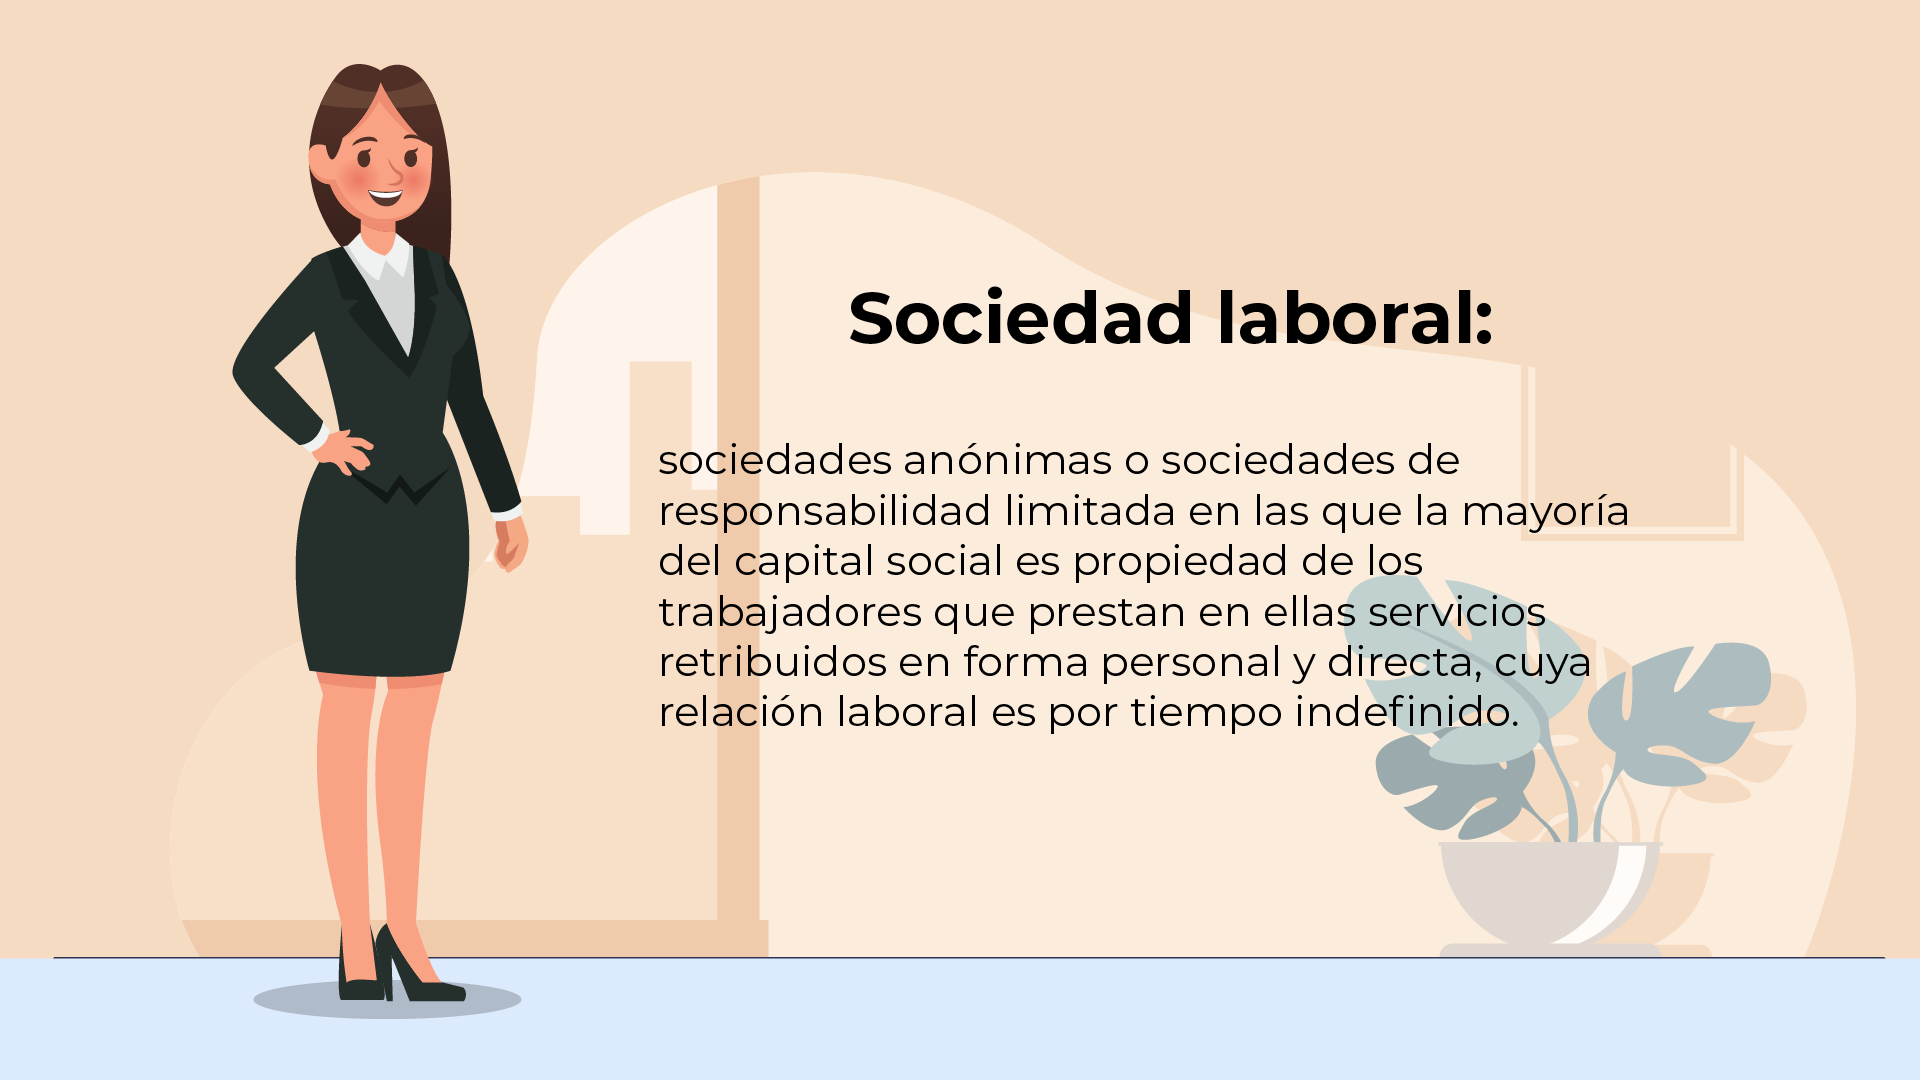 Sociedad laboral:
sociedades anónimas o sociedades de
responsabilidad limitada en las que la mayoría
del capital social es propiedad de los
trabajadores que prestan en ellas servicios
retribuidos en forma personal y directa, cuya
relación laboral es por tiempo indefinido.